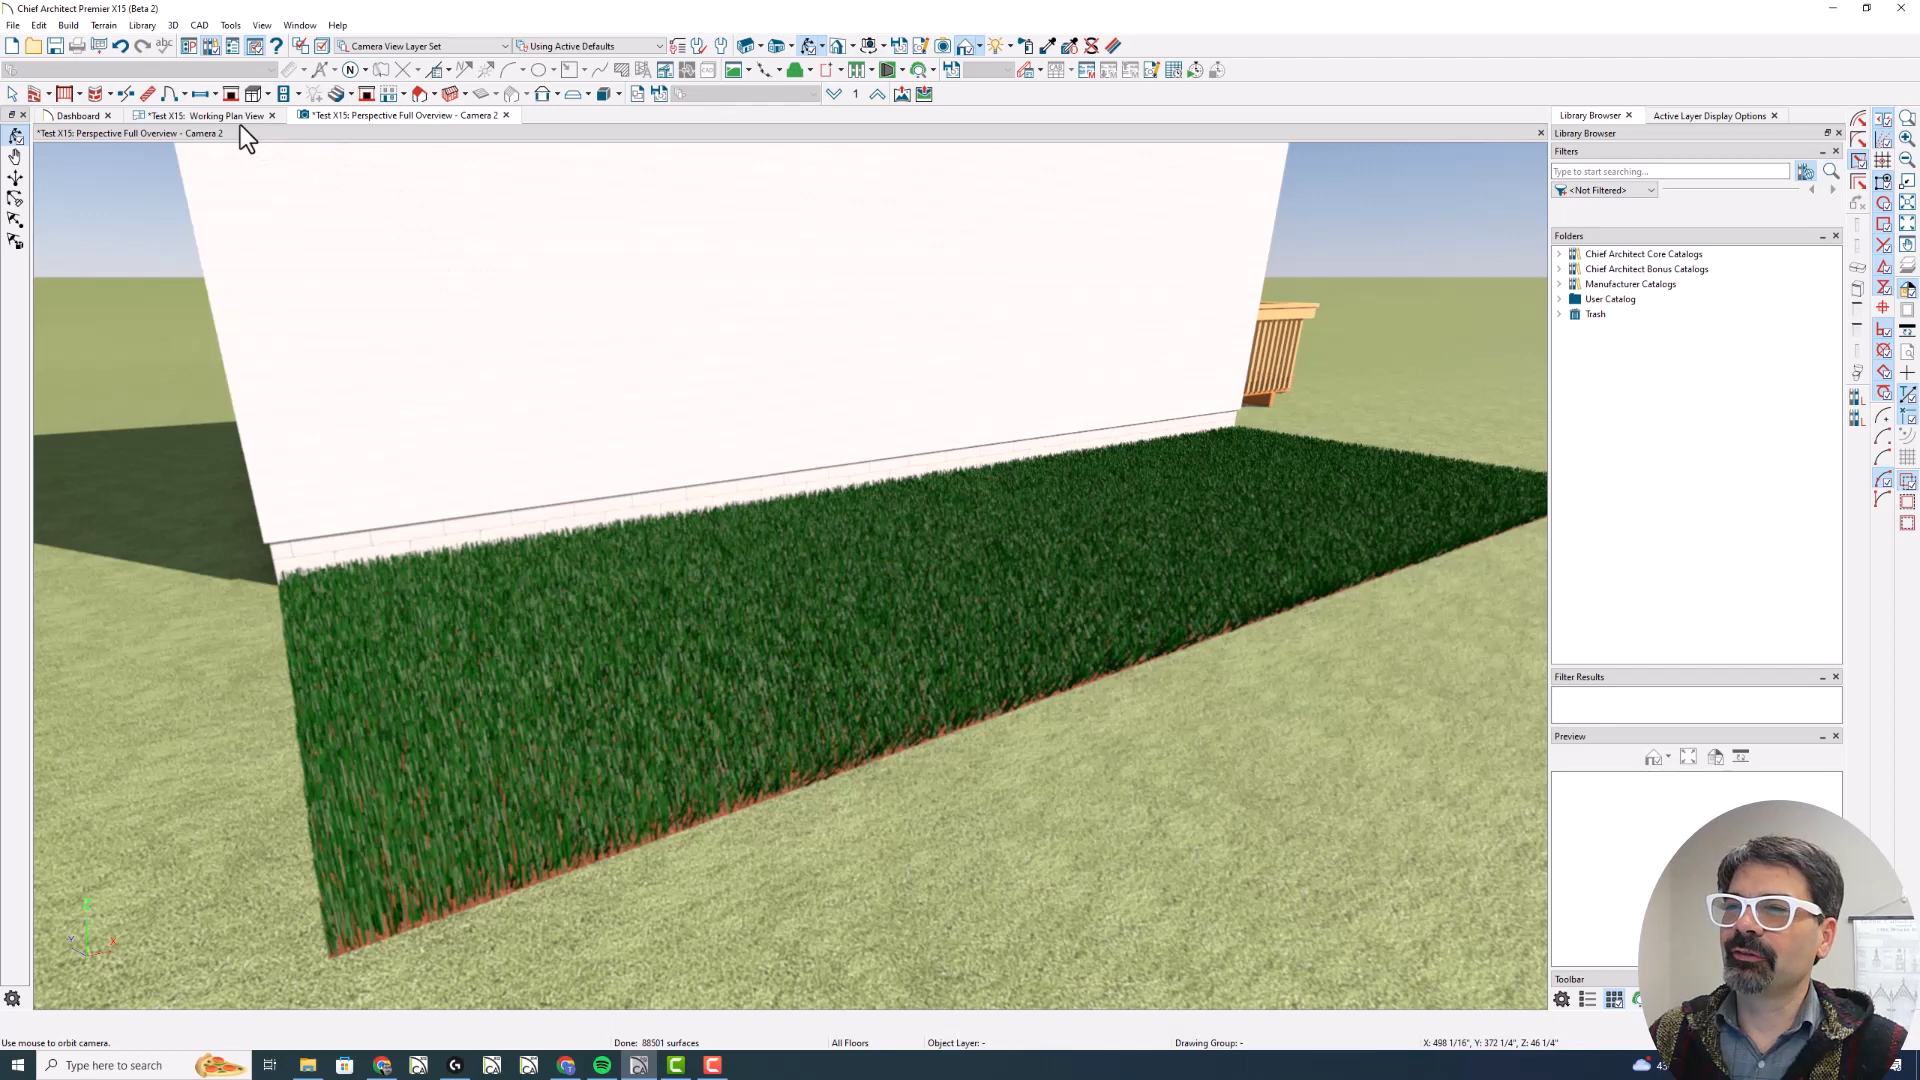 Chief Architect Premier X15 (Beta 2)
File Edit Build Terrain Library 3D CAD Tools View Window Help
Camera View Layer Set
Using Active Defaults
1
Dashboard
*Test X15: Working Plan View
*Test X15: Perspective Full Overview - Camera 2
*Test X15: Perspective Full Overview - Camera 2
Library Browser
Active Layer Display Options
Library Browser
Filters
Type to start searching...
<Not Filtered>
Folders
Chief Architect Core Catalogs
Chief Architect Bonus Catalogs
Manufacturer Catalogs
User Catalog
Trash
Filter Results
Preview
Toolbar
Use mouse to orbit camera.
Done: 88501 surfaces
All Floors
Object Layer: -
Drawing Group: -
X: 498 1/16", Y: 372 1/4", Z: 46 1/4"
Type here to search